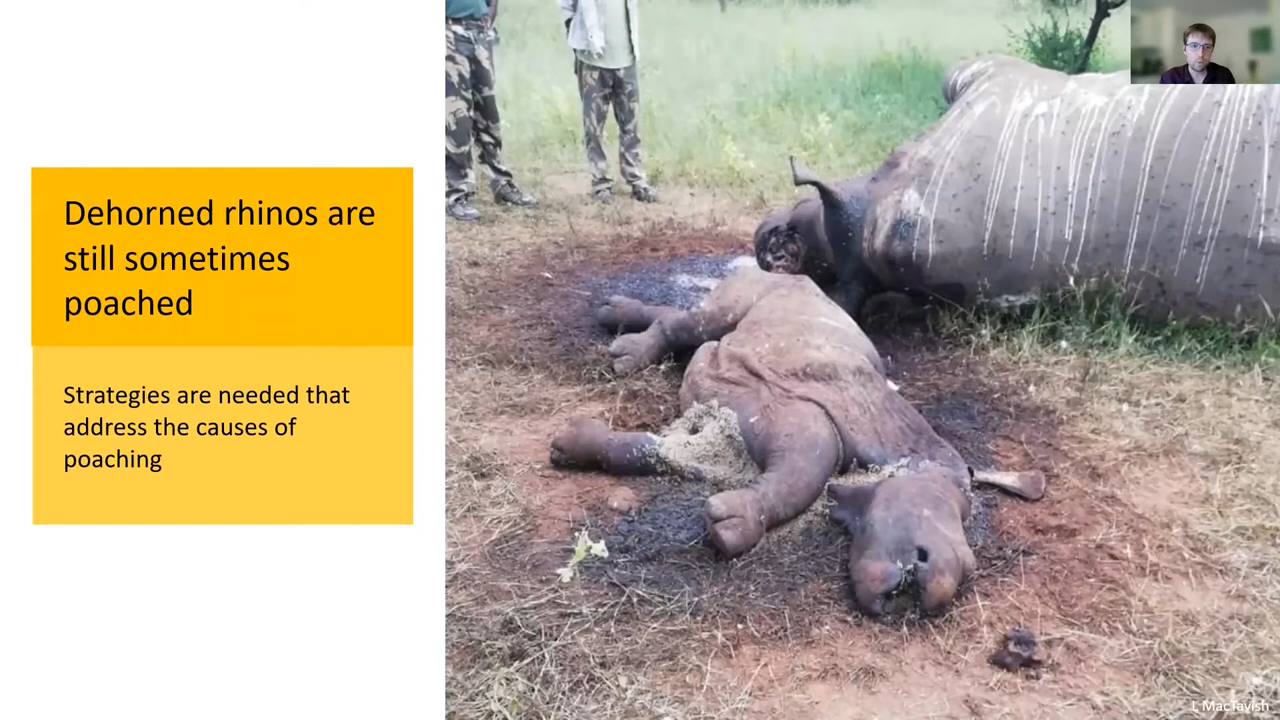 Dehorned rhinos are
still sometimes
poached
Strategies are needed that
address the causes of
poaching
L MacTavish